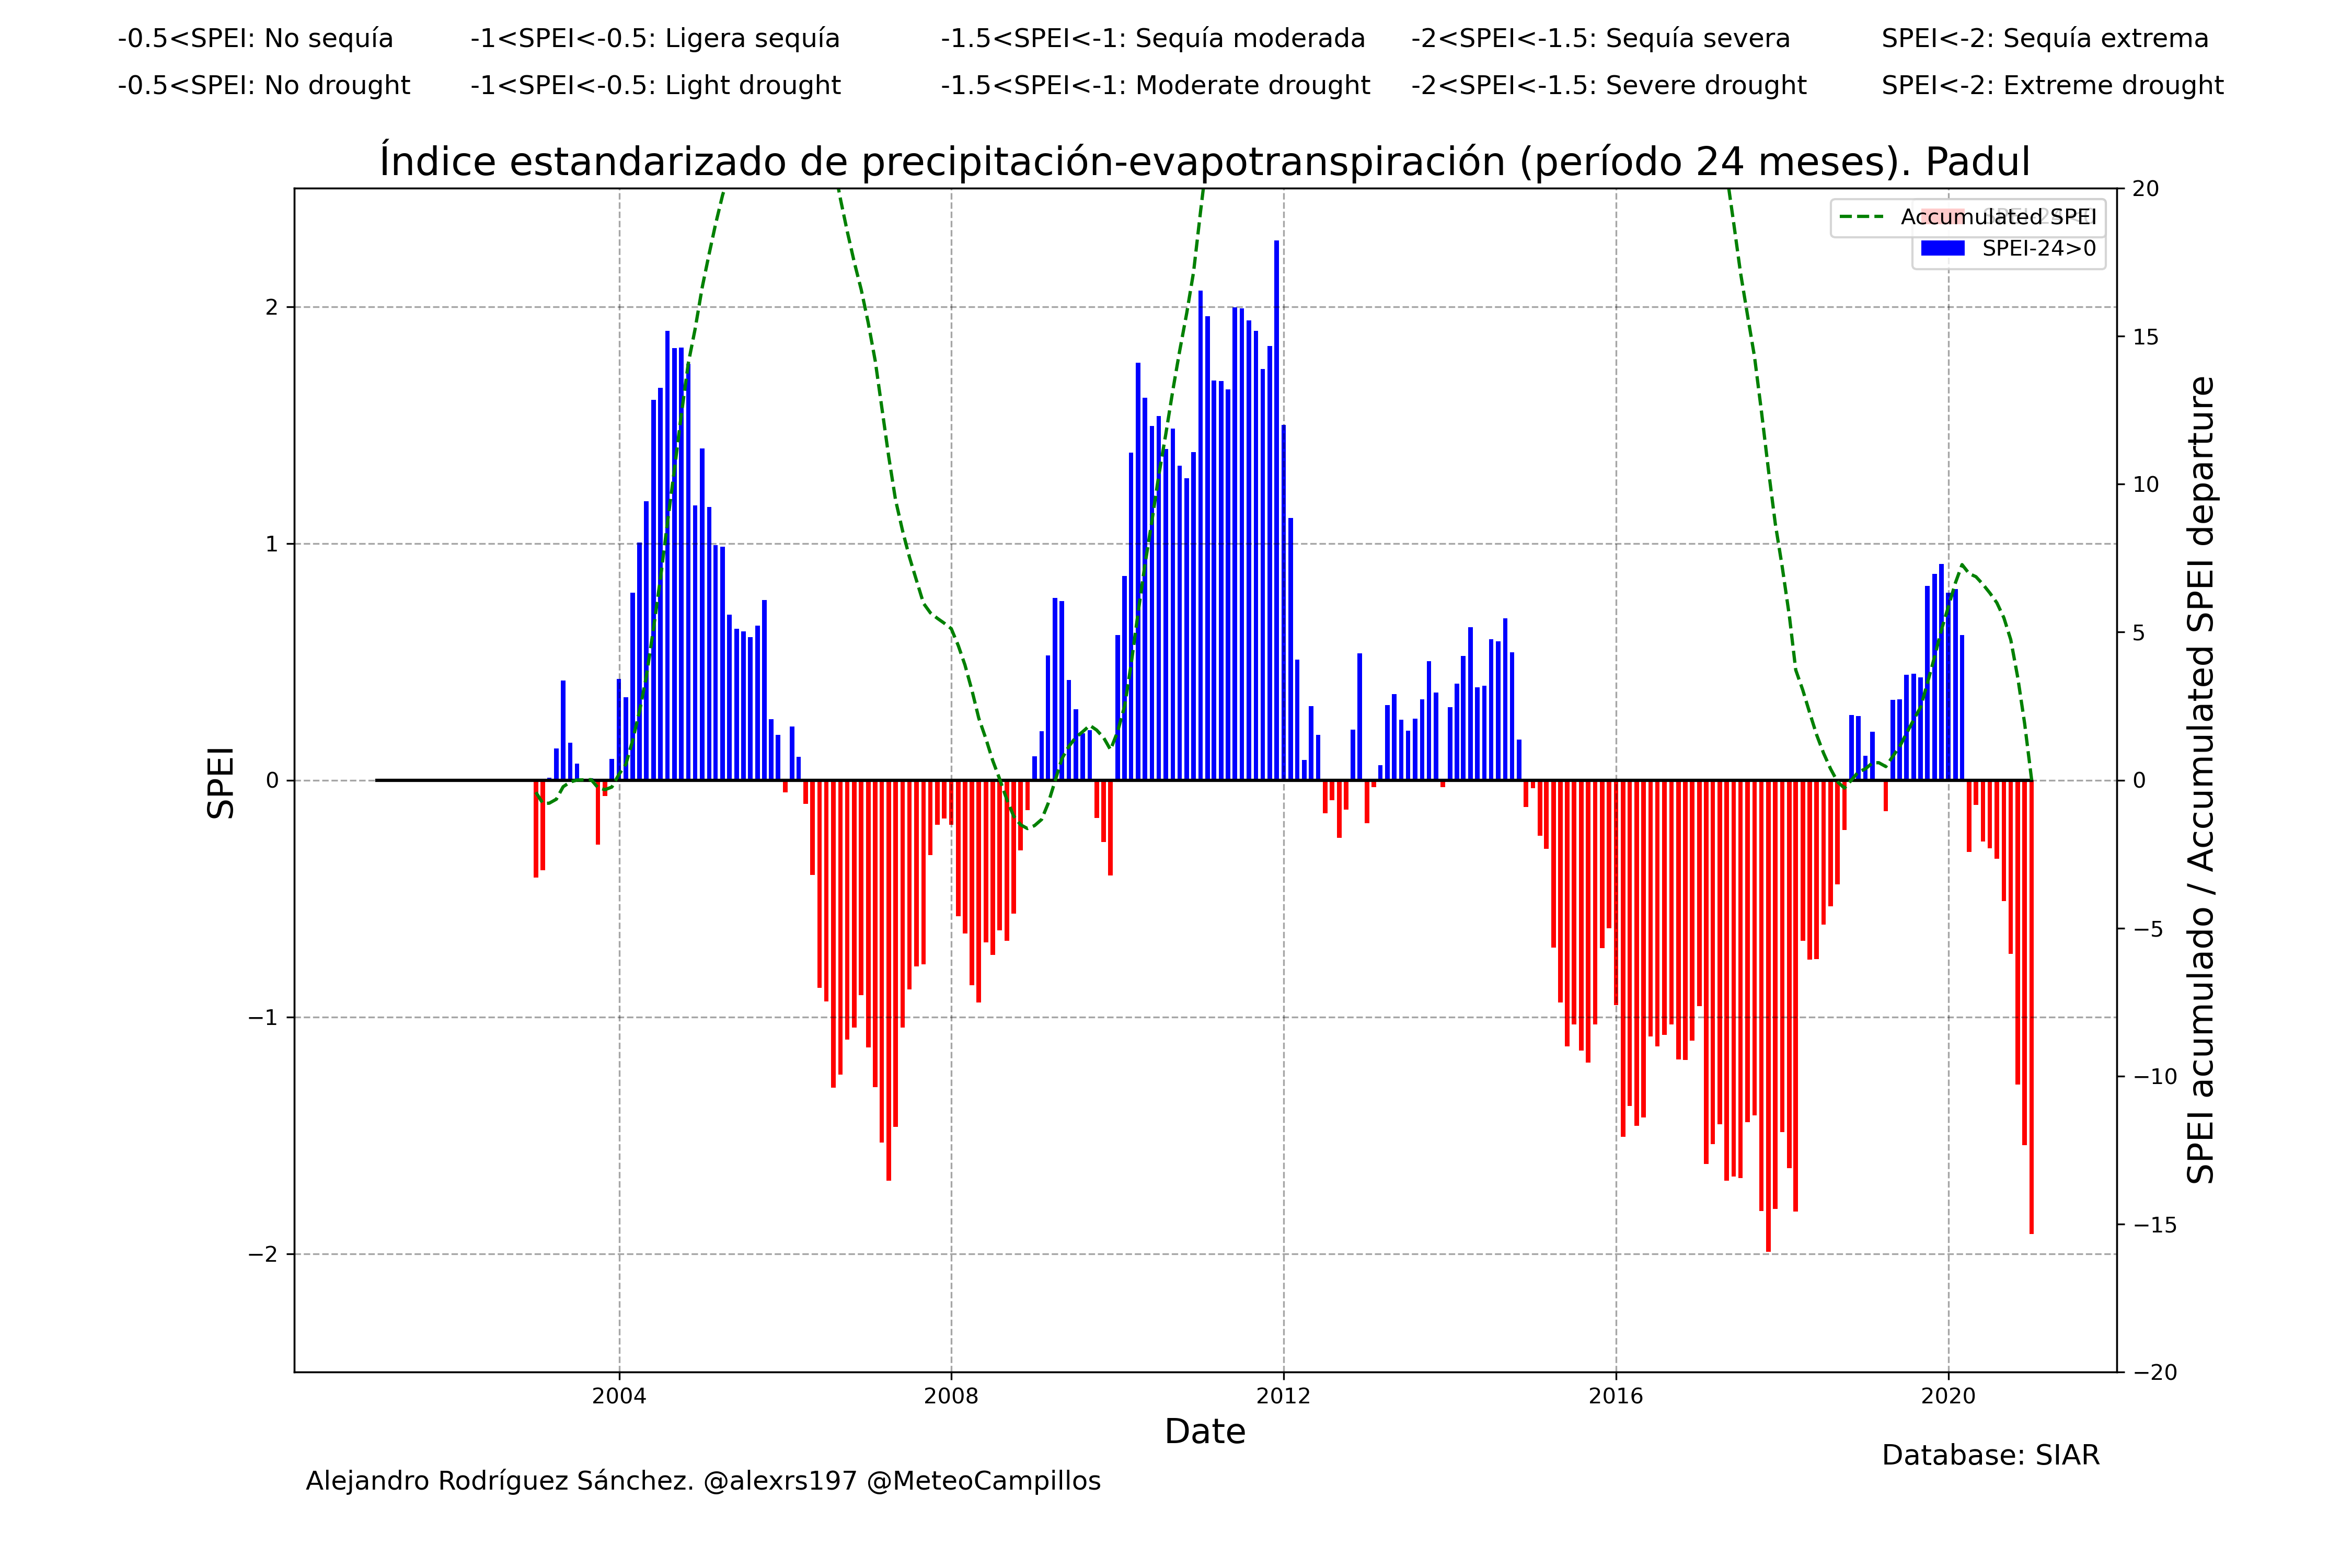 -0.5<SPEI: No sequía -1<SPEI<-0.5: Ligera sequía -1.5<SPEI<-1: Sequía moderada -2<SPEI<-1.5: Sequía severa SPEI<-2: Sequía extrema
-0.5<SPEI: No drought -1<SPEI<-0.5: Light drought -1.5<SPEI<-1: Moderate drought -2<SPEI<-1.5: Severe drought SPEI<-2: Extreme drought
Índice estandarizado de precipitación-evapotranspiración (período 24 meses). Padul
Accumulated SPEI
SPEI-24>0
SPEI
2
1
0
−1
−2
20
15
10
5
0
−5
−10
−15
−20
SPEI acumulado / Accumulated SPEI departure
2004 2008 2012 2016 2020
Date
Database: SIAR
Alejandro Rodríguez Sánchez. @alexrs197 @MeteoCampillos